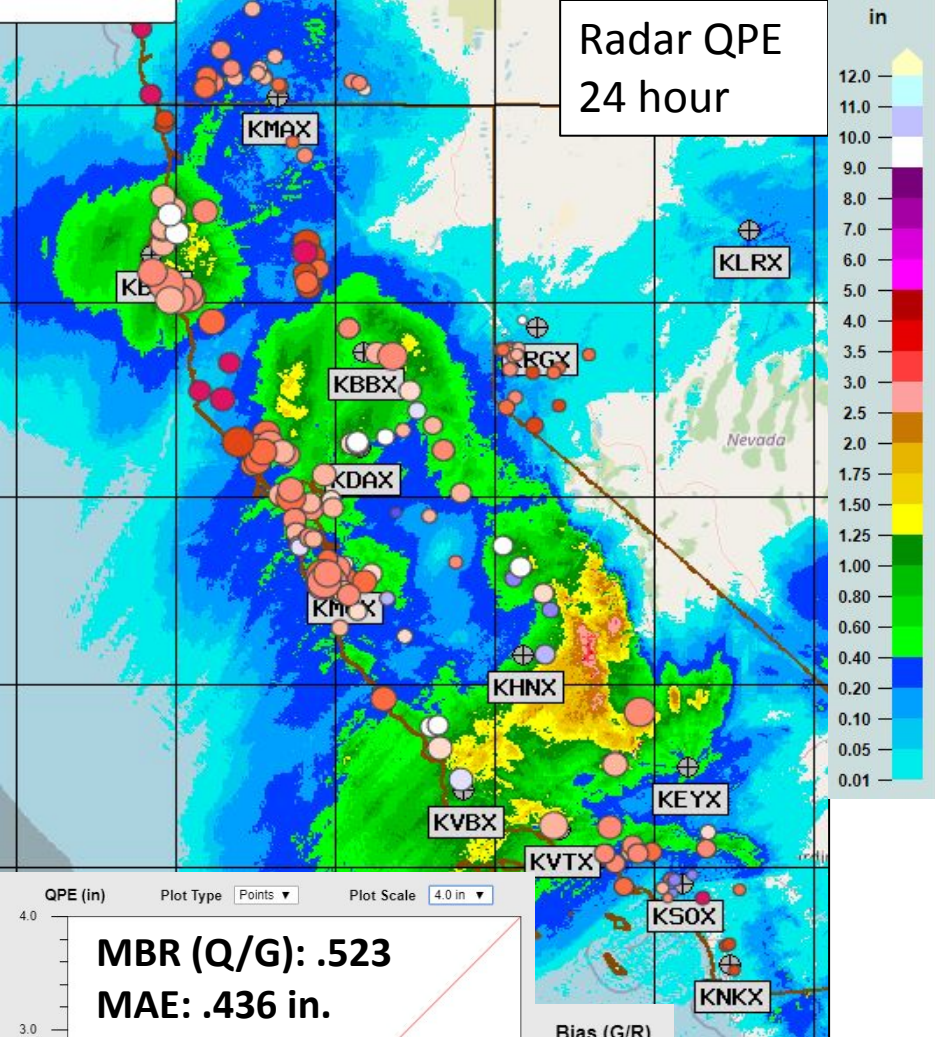 Radar QPE
24 hour
in
12.0
11.0
10.0
9.0
8.0
7.0
6.0
5.0
4.0
3.5
3.0
2.5
2.0
1.75
1.50
1.25
1.00
0.80
0.60
0.40
0.20
0.10
0.05
0.01
KMAX
KLRX
RGX
KBBX
Nevada
KDAX
KHNX
KEYX
KVBX
KVTX
KSOX
KNKX
QPE (in)
Plot Type Points ▼
Plot Scale 4.0 in ▼
4.0
MBR (Q/G): .523
MAE: .436 in.
3.0
Bias (G/R)